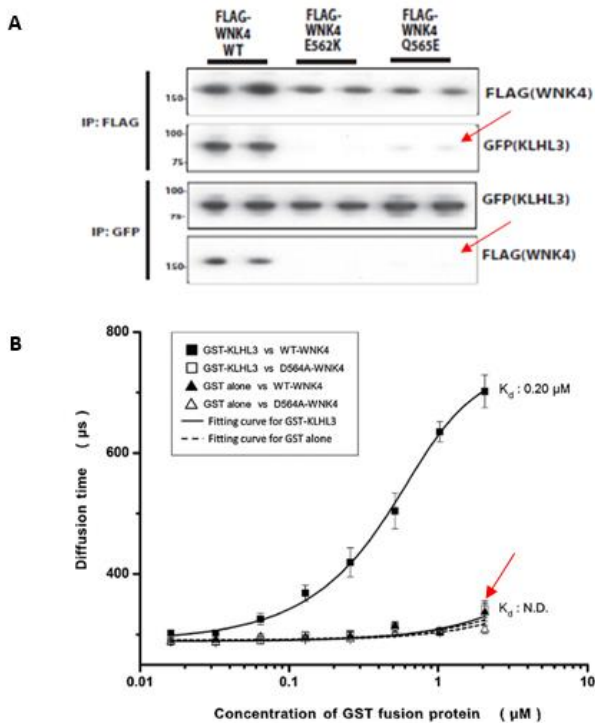 A
FLAG-
WNK4
WT
FLAG-
WNK4
E562K
FLAG-
WNK4
Q565E
IP: FLAG
150
FLAG(WNK4)
100
75
GFP(KLHL3)
IP: GFP
100
75
GFP(KLHL3)
150
FLAG(WNK4)
B
800
600
400
Diffusion time ( µs )
GST-KLHL3 vs WT-WNK4
GST-KLHL3 vs D564A-WNK4
GST alone vs WT-WNK4
GST alone vs D564A-WNK4
Fitting curve for GST-KLHL3
Fitting curve for GST alone
Kd : 0.20 µM
Kd : N.D.
0.01 0.1 1 10
Concentration of GST fusion protein ( µM )